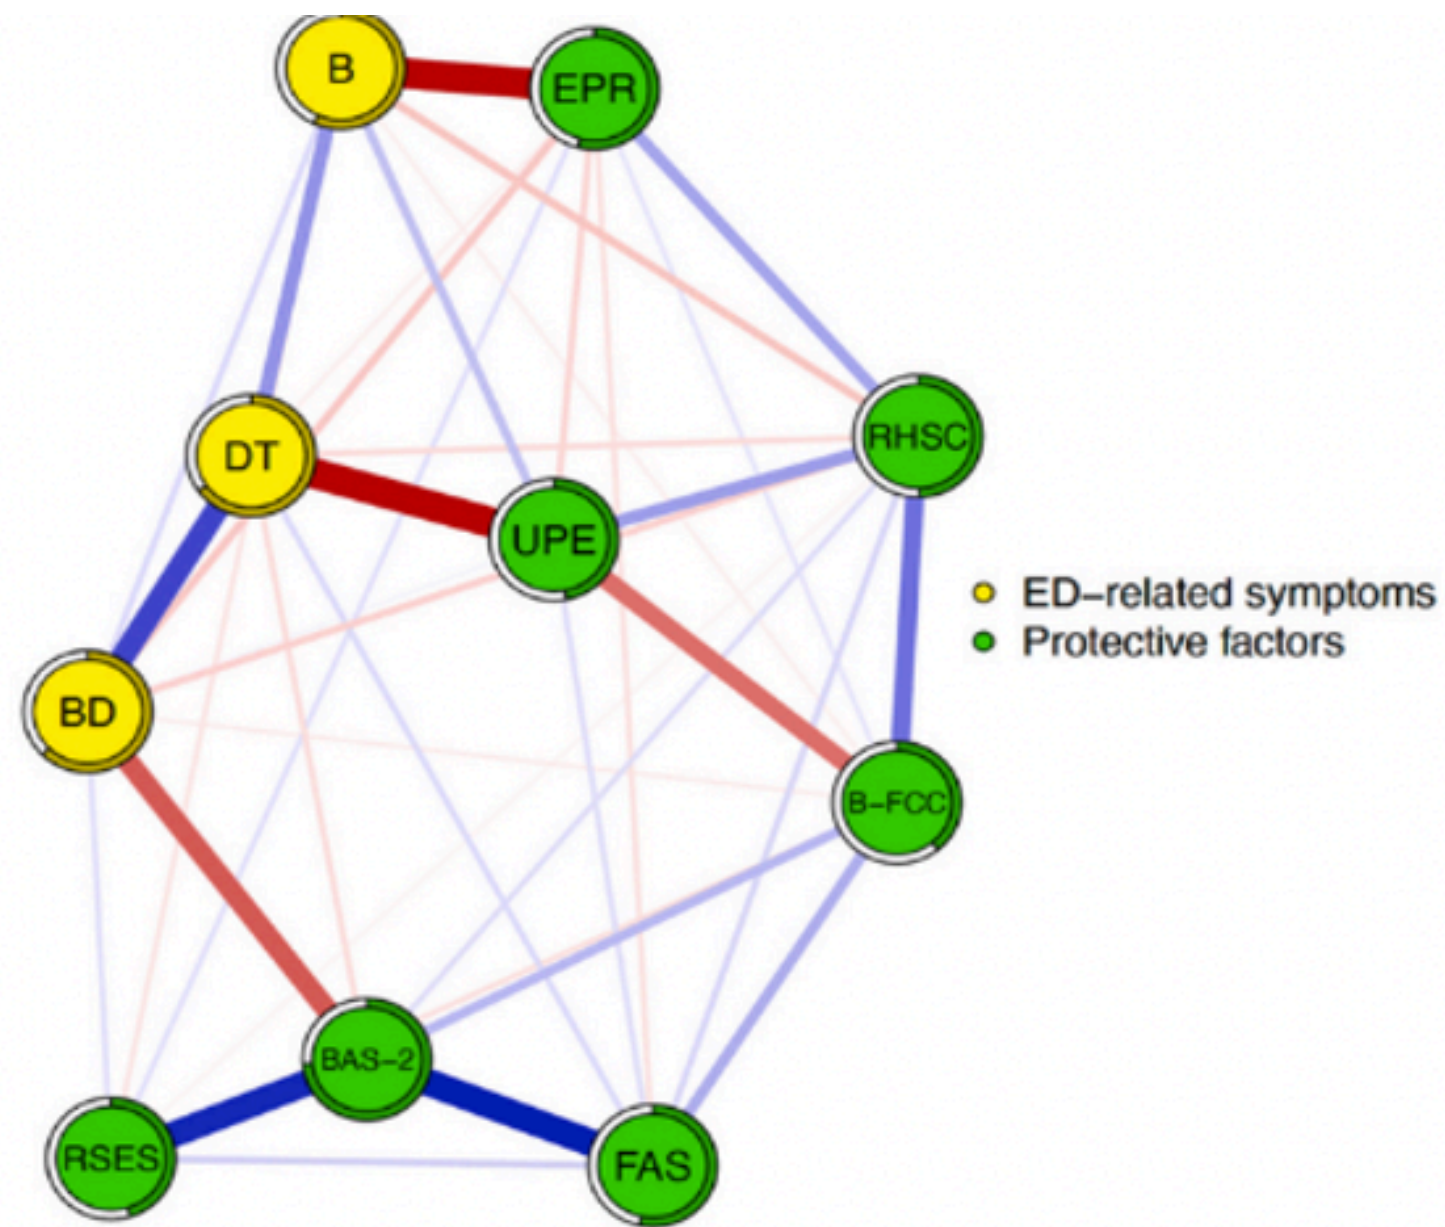 B
EPR
RHSC
DT
UPE
ED–related symptoms
Protective factors
BD
B–FCC
BAS–2
RSES
FAS